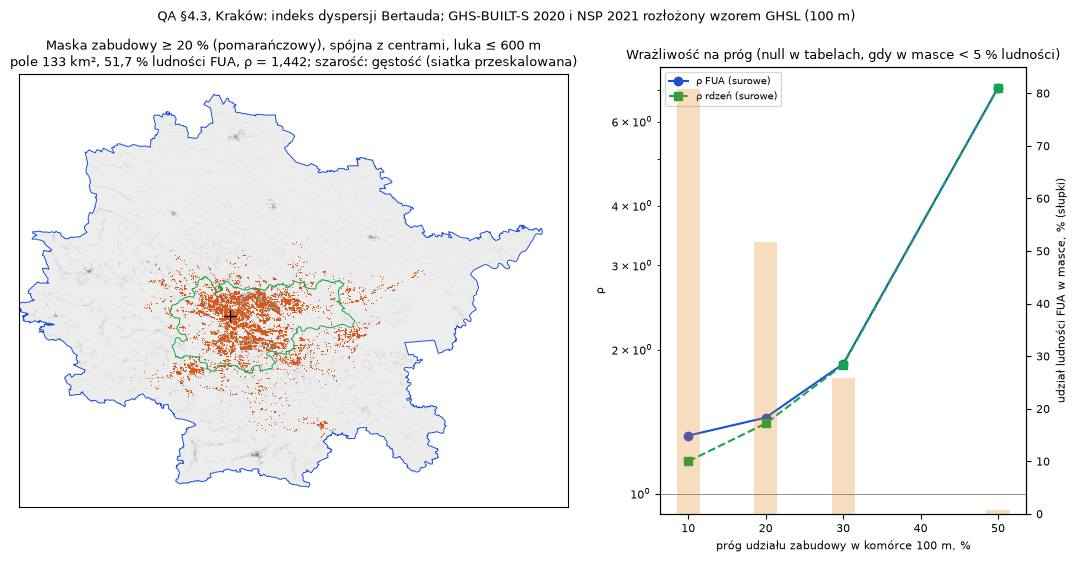 QA §4.3, Kraków: indeks dyspersji Bertauda; GHS-BUILT-S 2020 i NSP 2021 rozłożony wzorem GHSL (100 m)
Maska zabudowy ≥ 20 % (pomarańczowy), spójna z centrami, luka ≤ 600 m
pole 133 km², 51,7 % ludności FUA, ρ = 1,442; szarość: gęstość (siatka przeskalowana)
Wrażliwość na próg (null w tabelach, gdy w masce < 5 % ludności)
ρ FUA (surowe)
ρ rdzeń (surowe)
6 × 10⁰
4 × 10⁰
3 × 10⁰
2 × 10⁰
10⁰
ρ
80
70
60
50
40
30
20
10
0
udział ludności FUA w masce, % (słupki)
10
20
30
40
50
próg udziału zabudowy w komórce 100 m, %